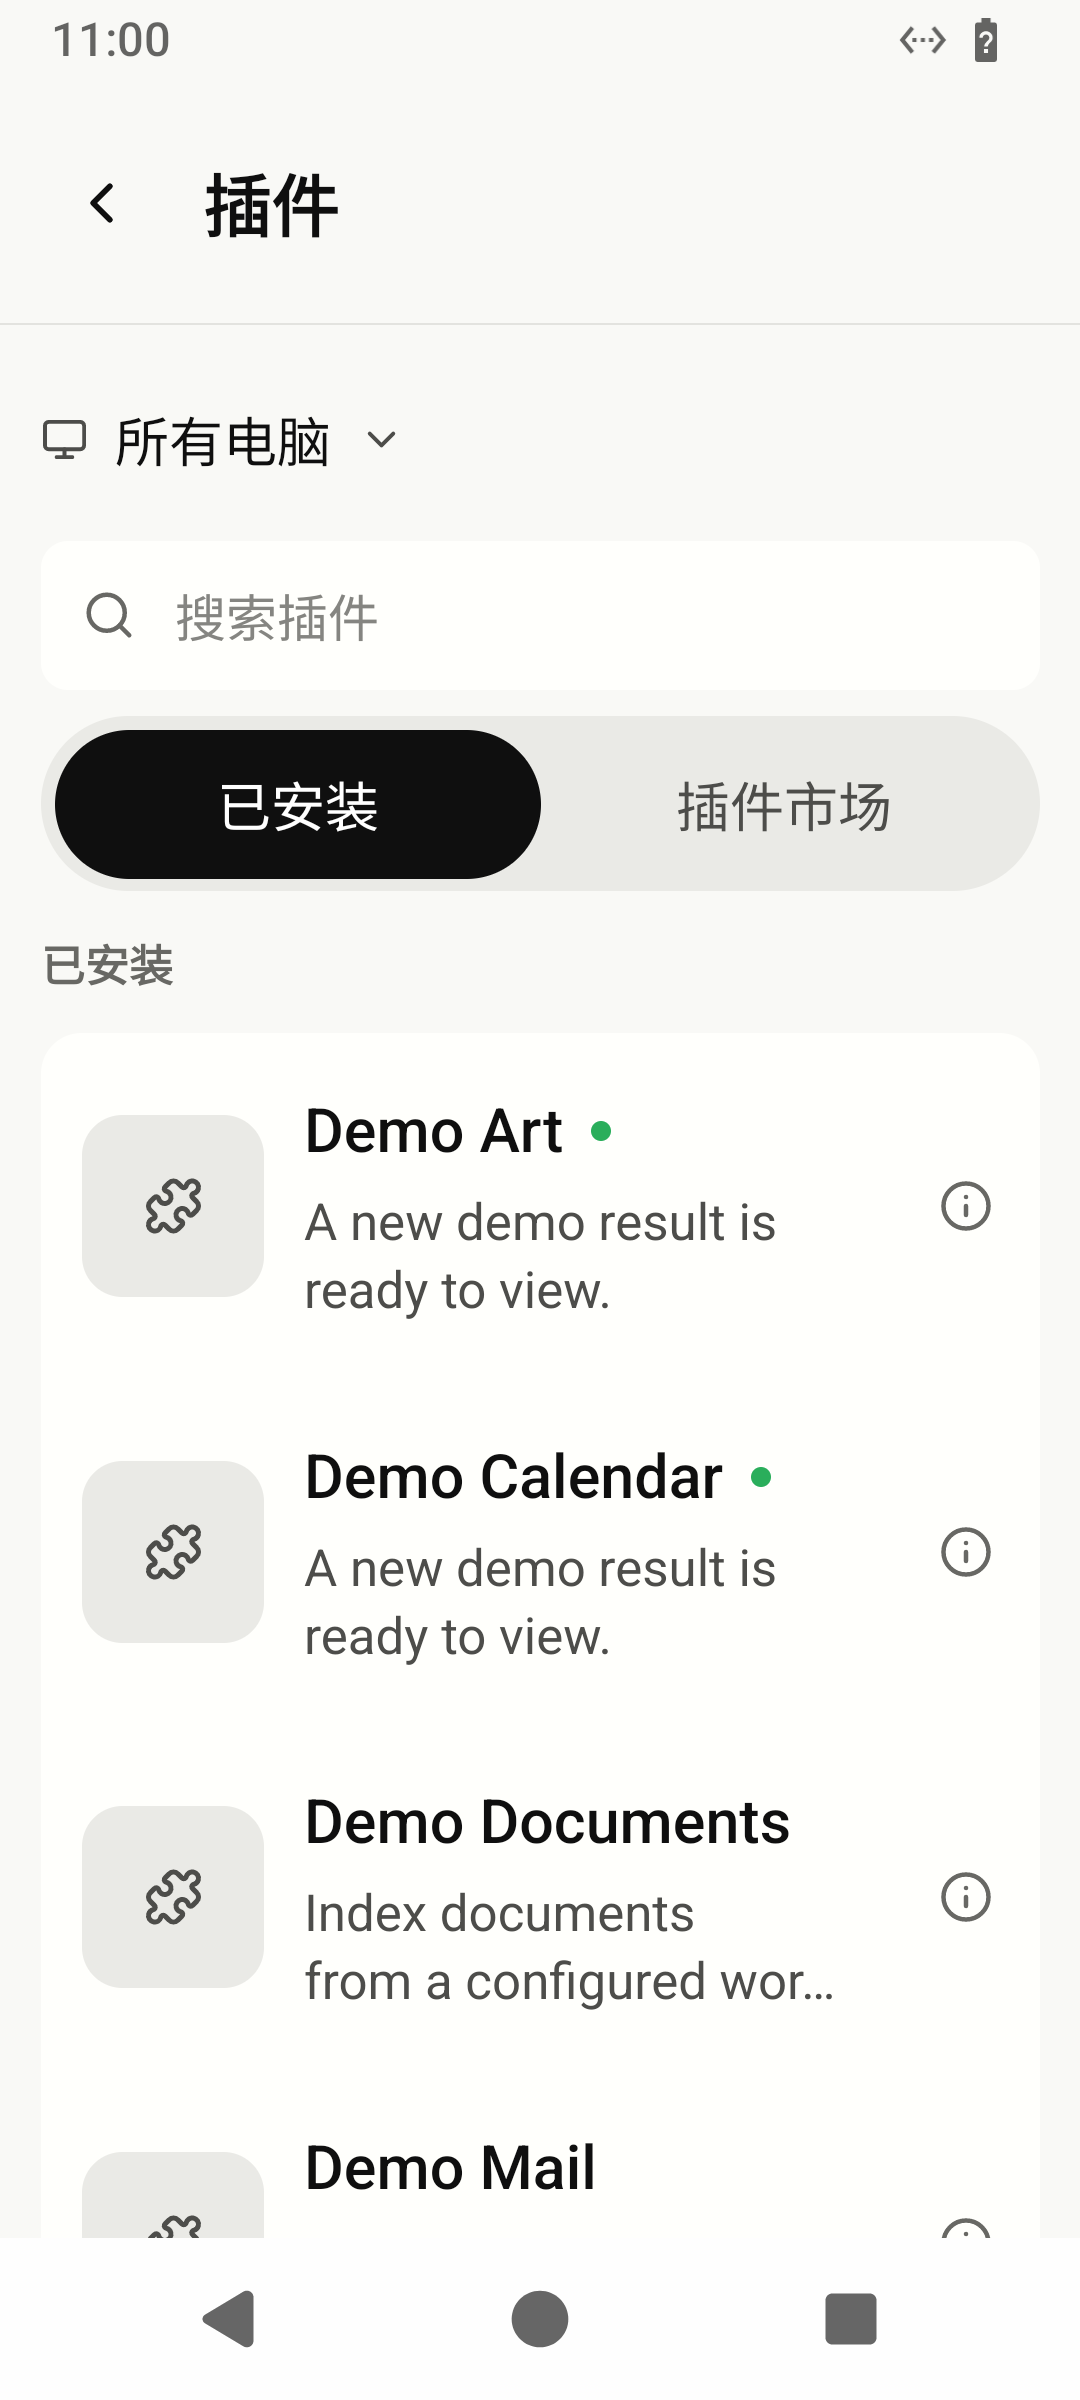 11:00
插件
所有电脑
搜索插件
已安装
插件市场
已安装
Demo Art
A new demo result is
ready to view.
Demo Calendar
A new demo result is
ready to view.
Demo Documents
Index documents
from a configured wor…
Demo Mail